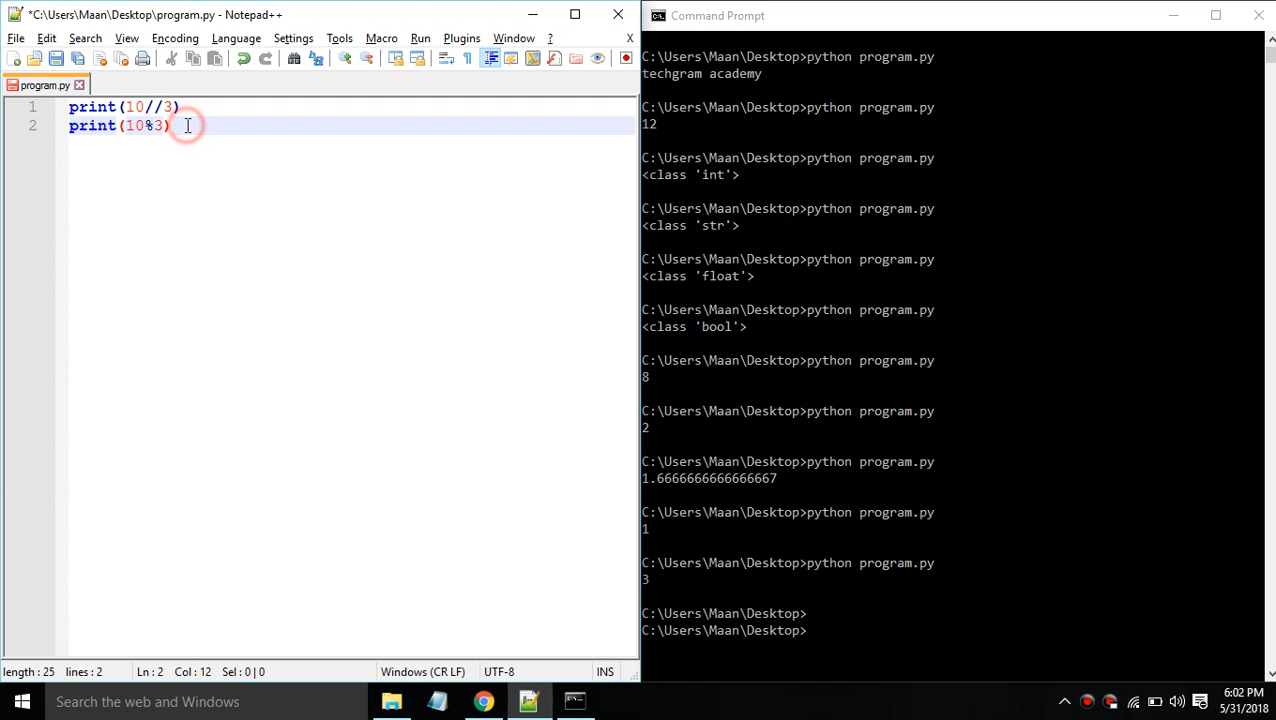 *C:\Users\Maan\Desktop\program.py - Notepad++
File Edit Search View Encoding Language Settings Tools Macro Run Plugins Window ? X
program.py
1 print(10//3)
2 print(10%3)
length : 25 lines : 2 Ln : 2 Col : 12 Sel : 0 | 0 Windows (CR LF) UTF-8 INS
Command Prompt
C:\Users\Maan\Desktop>python program.py
techgram academy
C:\Users\Maan\Desktop>python program.py
12
C:\Users\Maan\Desktop>python program.py
<class 'int'>
C:\Users\Maan\Desktop>python program.py
<class 'str'>
C:\Users\Maan\Desktop>python program.py
<class 'float'>
C:\Users\Maan\Desktop>python program.py
<class 'bool'>
C:\Users\Maan\Desktop>python program.py
8
C:\Users\Maan\Desktop>python program.py
2
C:\Users\Maan\Desktop>python program.py
1.6666666666666667
C:\Users\Maan\Desktop>python program.py
1
C:\Users\Maan\Desktop>python program.py
3
C:\Users\Maan\Desktop>
C:\Users\Maan\Desktop>
Search the web and Windows
6:02 PM
5/31/2018